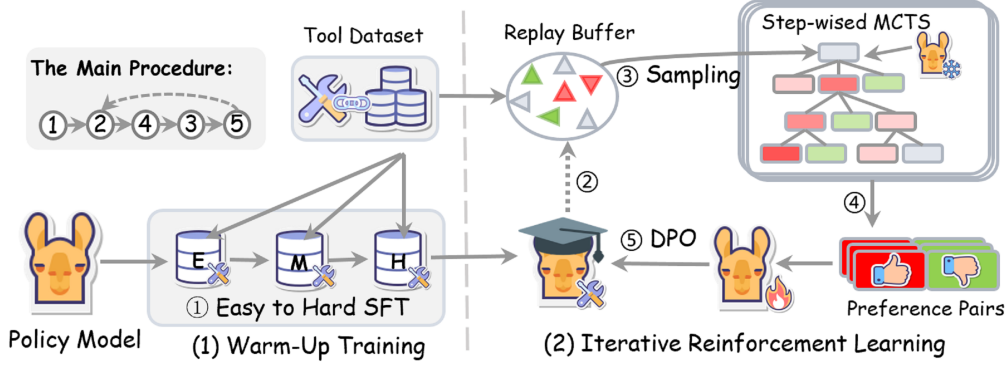 The Main Procedure:
1 2 4 3 5
Tool Dataset
Replay Buffer
Step-wised MCTS
③ Sampling
②
④
E M H
① Easy to Hard SFT
Policy Model
(1) Warm-Up Training
⑤ DPO
Preference Pairs
(2) Iterative Reinforcement Learning